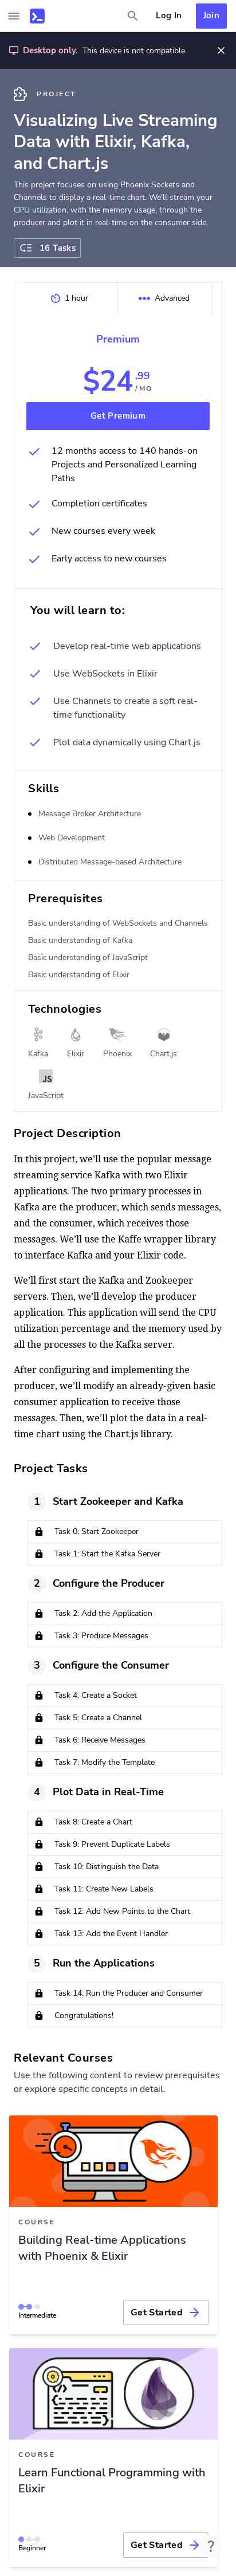 Log In
Join
Desktop only. This device is not compatible.
PROJECT
Visualizing Live Streaming
Data with Elixir, Kafka,
and Chart.js
This project focuses on using Phoenix Sockets and
Channels to display a real-time chart. We'll stream your
CPU utilization, with the memory usage, through the
producer and plot it in real-time on the consumer side.
16 Tasks
1 hour
Advanced
Premium
$24.99
/ MO
Get Premium
12 months access to 140 hands-on
Projects and Personalized Learning
Paths
Completion certificates
New courses every week
Early access to new courses
You will learn to:
Develop real-time web applications
Use WebSockets in Elixir
Use Channels to create a soft real-
time functionality
Plot data dynamically using Chart.js
Skills
Message Broker Architecture
Web Development
Distributed Message-based Architecture
Prerequisites
Basic understanding of WebSockets and Channels
Basic understanding of Kafka
Basic understanding of JavaScript
Basic understanding of Elixir
Technologies
Kafka
Elixir
Phoenix
Chart.js
JS
JavaScript
Project Description
In this project, we'll use the popular message
streaming service Kafka with two Elixir
applications. The two primary processes in
Kafka are the producer, which sends messages,
and the consumer, which receives those
messages. We'll use the Kaffe wrapper library
to interface Kafka and your Elixir code.
We'll first start the Kafka and Zookeeper
servers. Then, we'll develop the producer
application. This application will send the CPU
utilization percentage and the memory used by
all the processes to the Kafka server.
After configuring and implementing the
producer, we'll modify an already-given basic
consumer application to receive those
messages. Then, we'll plot the data in a real-
time chart using the Chart.js library.
Project Tasks
1 Start Zookeeper and Kafka
Task 0: Start Zookeeper
Task 1: Start the Kafka Server
2 Configure the Producer
Task 2: Add the Application
Task 3: Produce Messages
3 Configure the Consumer
Task 4: Create a Socket
Task 5: Create a Channel
Task 6: Receive Messages
Task 7: Modify the Template
4 Plot Data in Real-Time
Task 8: Create a Chart
Task 9: Prevent Duplicate Labels
Task 10: Distinguish the Data
Task 11: Create New Labels
Task 12: Add New Points to the Chart
Task 13: Add the Event Handler
5 Run the Applications
Task 14: Run the Producer and Consumer
Congratulations!
Relevant Courses
Use the following content to review prerequisites
or explore specific concepts in detail.
COURSE
Building Real-time Applications
with Phoenix & Elixir
Intermediate
Get Started
COURSE
Learn Functional Programming with
Elixir
Beginner
Get Started
?